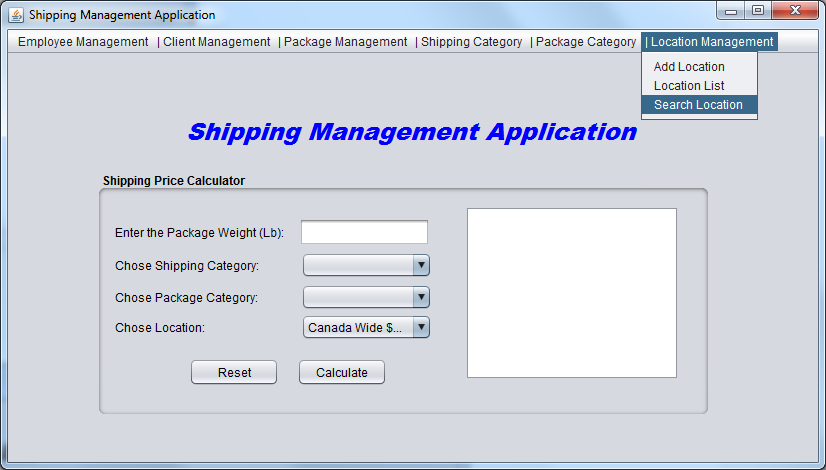 Shipping Management Application
Employee Management | Client Management | Package Management | Shipping Category | Package Category | Location Management
Add Location
Location List
Search Location
Shipping Management Application
Shipping Price Calculator
Enter the Package Weight (Lb):
Chose Shipping Category:
Chose Package Category:
Chose Location: Canada Wide $...
Reset Calculate